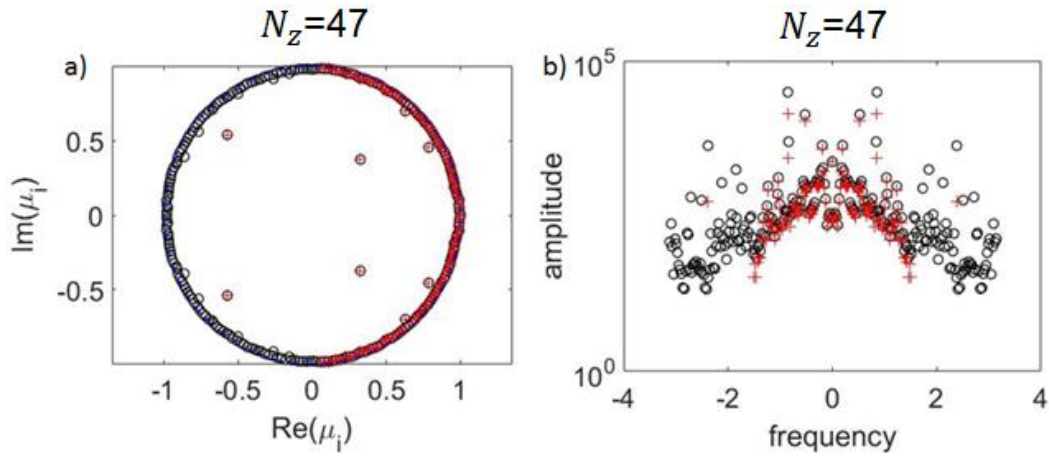 N_z=47
a)
0.5
0
-0.5
-1
-0.5
0
0.5
1
Im(μ_i)
Re(μ_i)
N_z=47
b)
10^5
10^0
amplitude
-4
-2
0
2
4
frequency